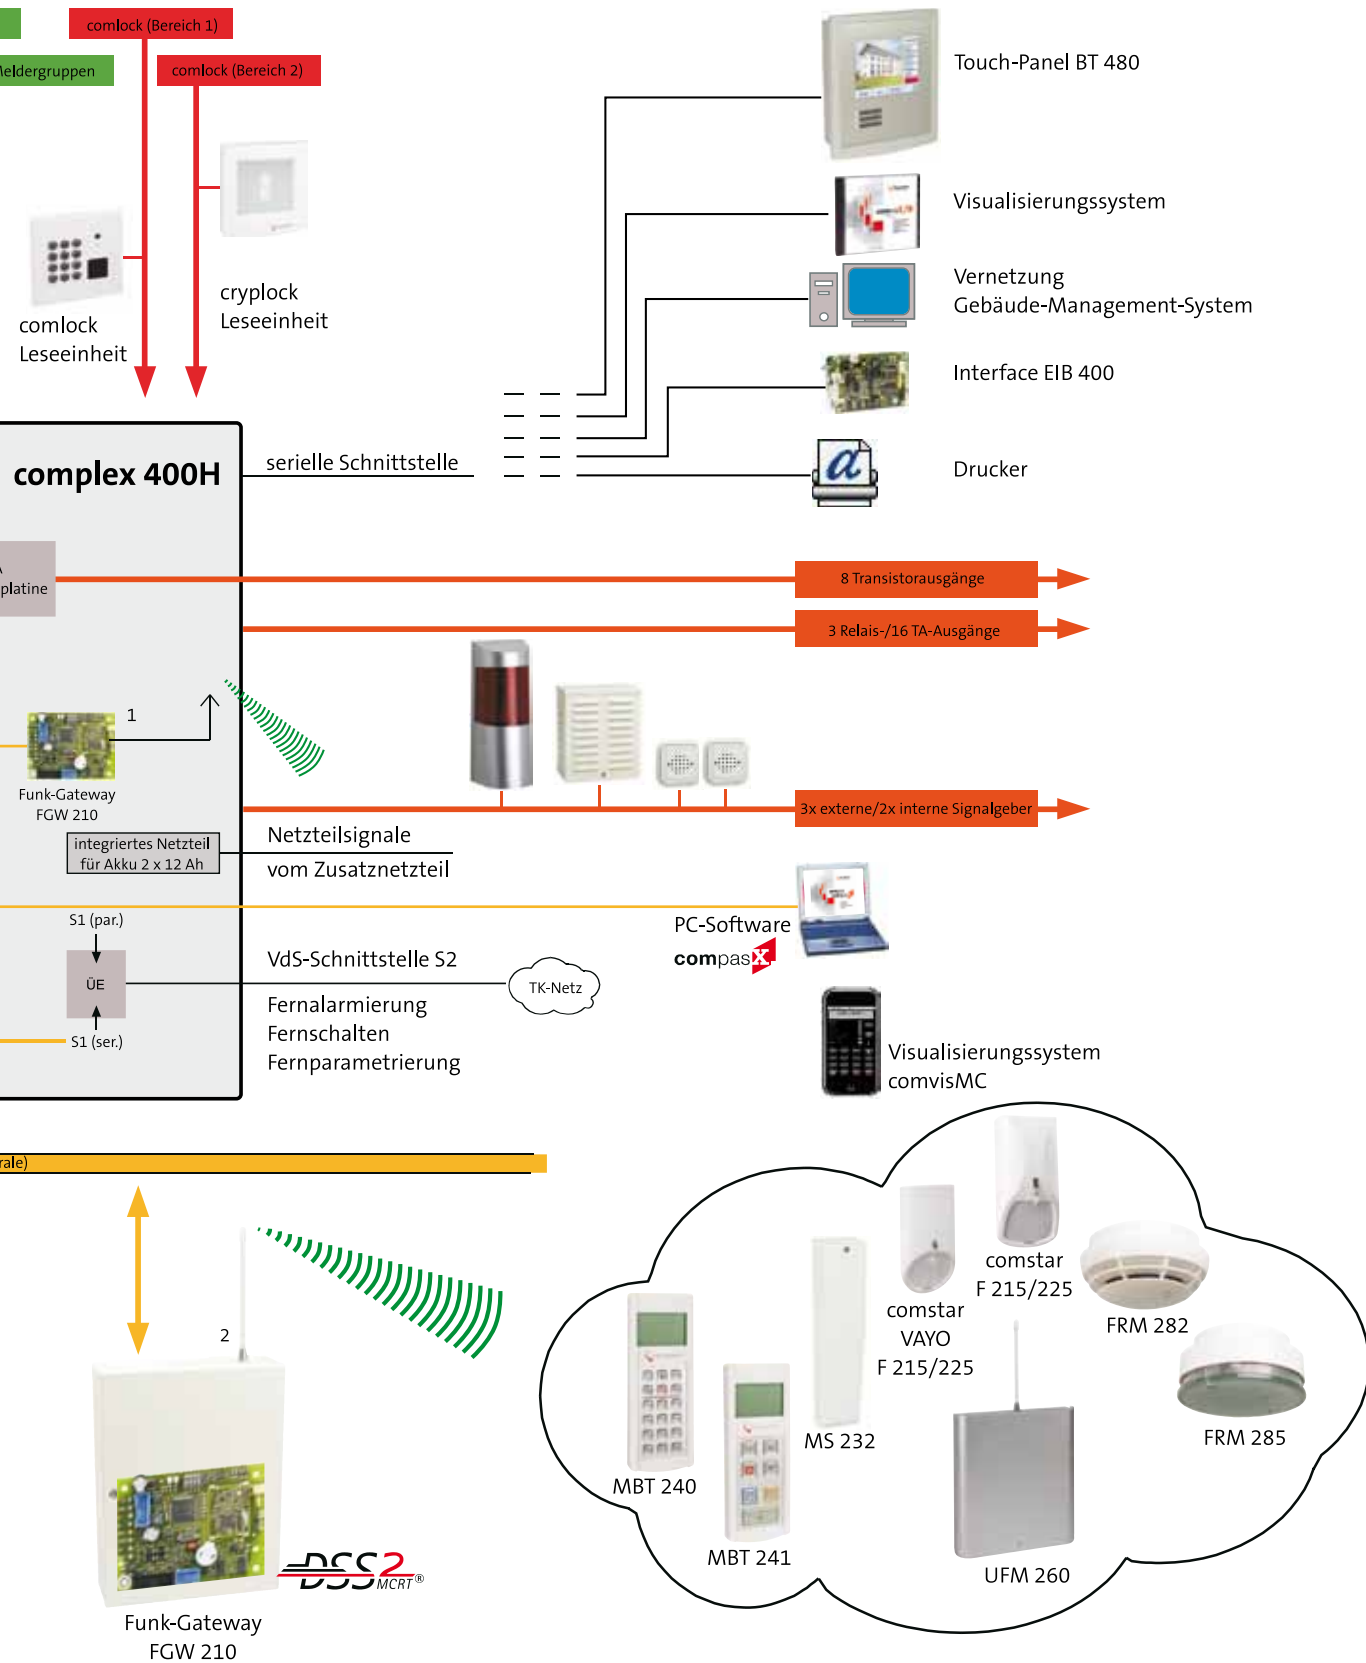 comlock (Bereich 1)
Meldergruppen
comlock (Bereich 2)
Touch-Panel BT 480
Visualisierungssystem
Vernetzung
Gebäude-Management-System
cryplock
Leseeinheit
comlock
Leseeinheit
Interface EIB 400
complex 400H
serielle Schnittstelle
Drucker
A
platine
8 Transistorausgänge
3 Relais-/16 TA-Ausgänge
1
Funk-Gateway
FGW 210
3x externe/2x interne Signalgeber
integriertes Netzteil
für Akku 2 x 12 Ah
Netzteilsignale
vom Zusatznetzteil
S1 (par.)
ÜE
S1 (ser.)
PC-Software
compasX
VdS-Schnittstelle S2
TK-Netz
Fernalarmierung
Fernschalten
Fernparametrierung
Visualisierungssystem
comvisMC
rale)
2
comstar
F 215/225
comstar
VAYO
F 215/225
FRM 282
FRM 285
MS 232
MBT 240
MBT 241
UFM 260
DSS2
MCRT®
Funk-Gateway
FGW 210